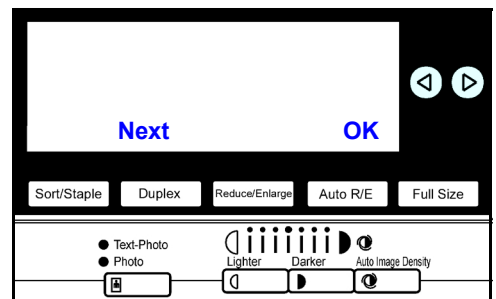 Next OK
Sort/Staple Duplex Reduce/Enlarge Auto R/E Full Size
Text-Photo
Photo
Lighter Darker Auto Image Density